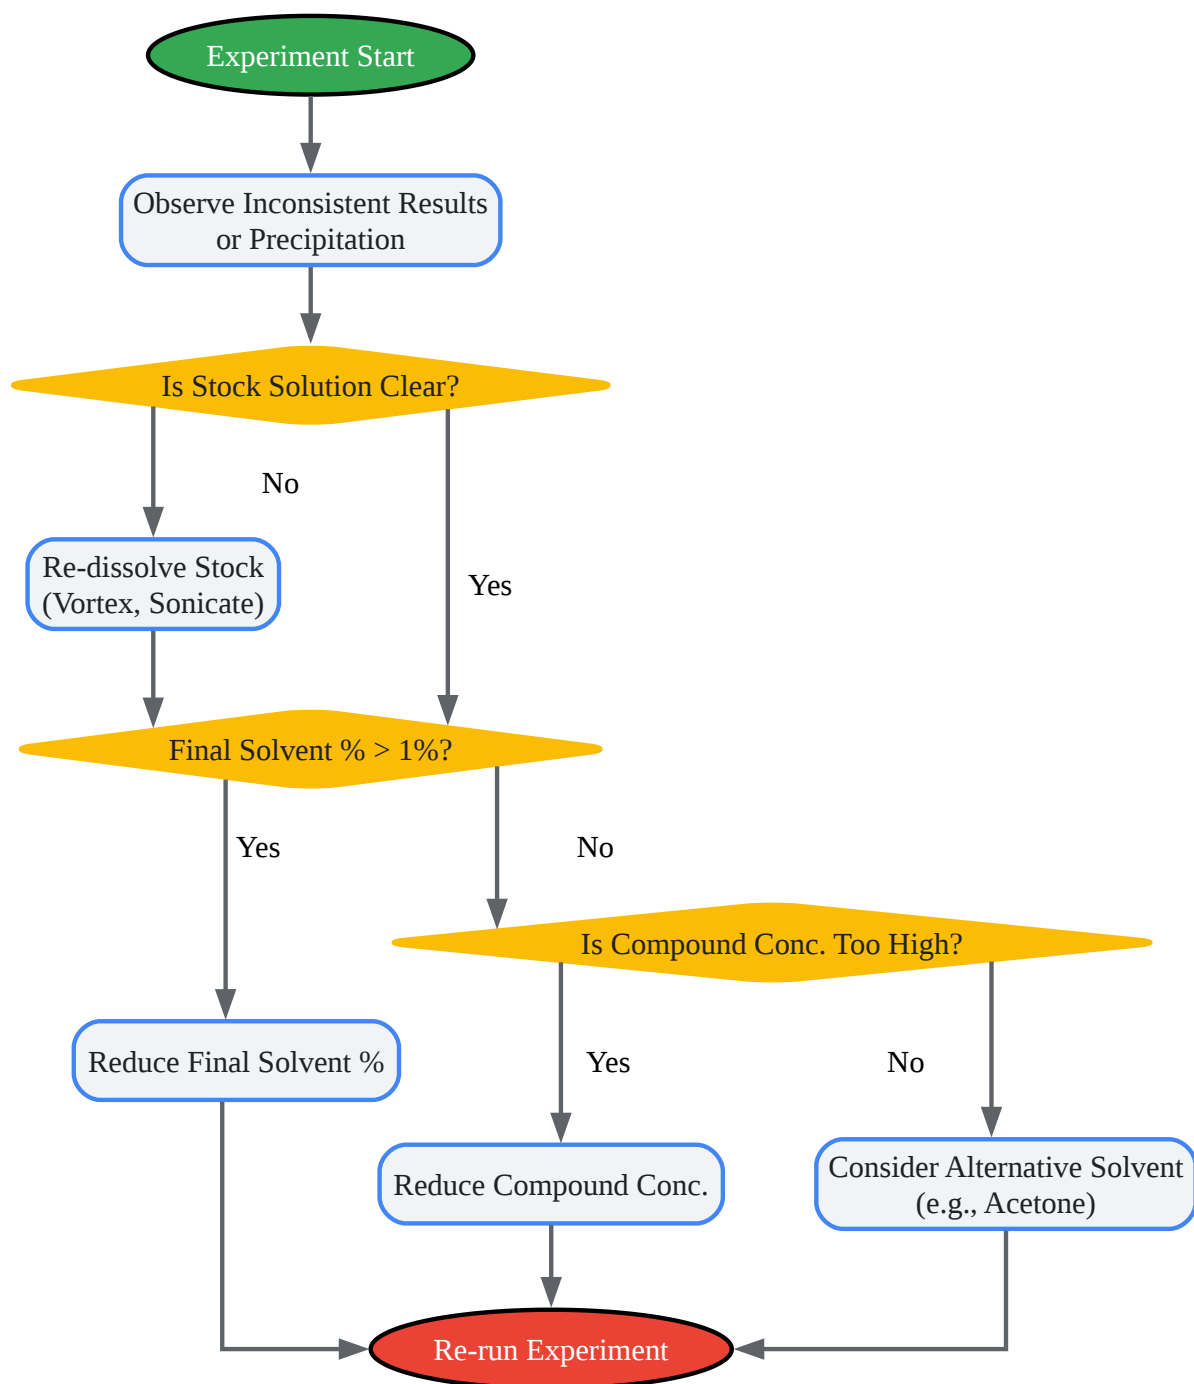 Experiment Start
Observe Inconsistent Results
or Precipitation
Is Stock Solution Clear?
No
Re-dissolve Stock
(Vortex, Sonicate)
Yes
Final Solvent % > 1%?
Yes
No
Is Compound Conc. Too High?
Reduce Final Solvent %
Yes
No
Reduce Compound Conc.
Consider Alternative Solvent
(e.g., Acetone)
Re-run Experiment